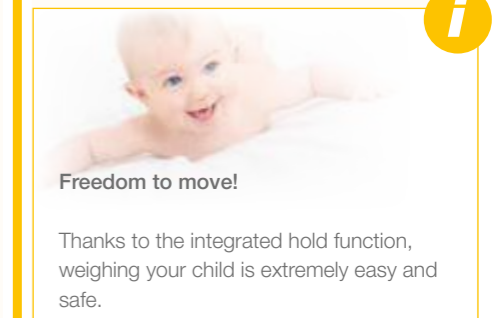 i
Freedom to move!
Thanks to the integrated hold function,
weighing your child is extremely easy and
safe.